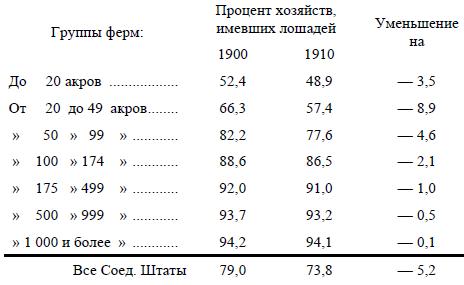 Группы ферм: Процент хозяйств, имевших лошадей Уменьшение на
1900 1910
До 20 акров ................... 52,4 48,9 — 3,5
От 20 до 49 акров........ 66,3 57,4 — 8,9
» 50 » 99 » ............. 82,2 77,6 — 4,6
» 100 » 174 » ............. 88,6 86,5 — 2,1
» 175 » 499 » ............. 92,0 91,0 — 1,0
» 500 » 999 » ............. 93,7 93,2 — 0,5
» 1 000 и более » ............. 94,2 94,1 — 0,1
Все Соед. Штаты 79,0 73,8 — 5,2